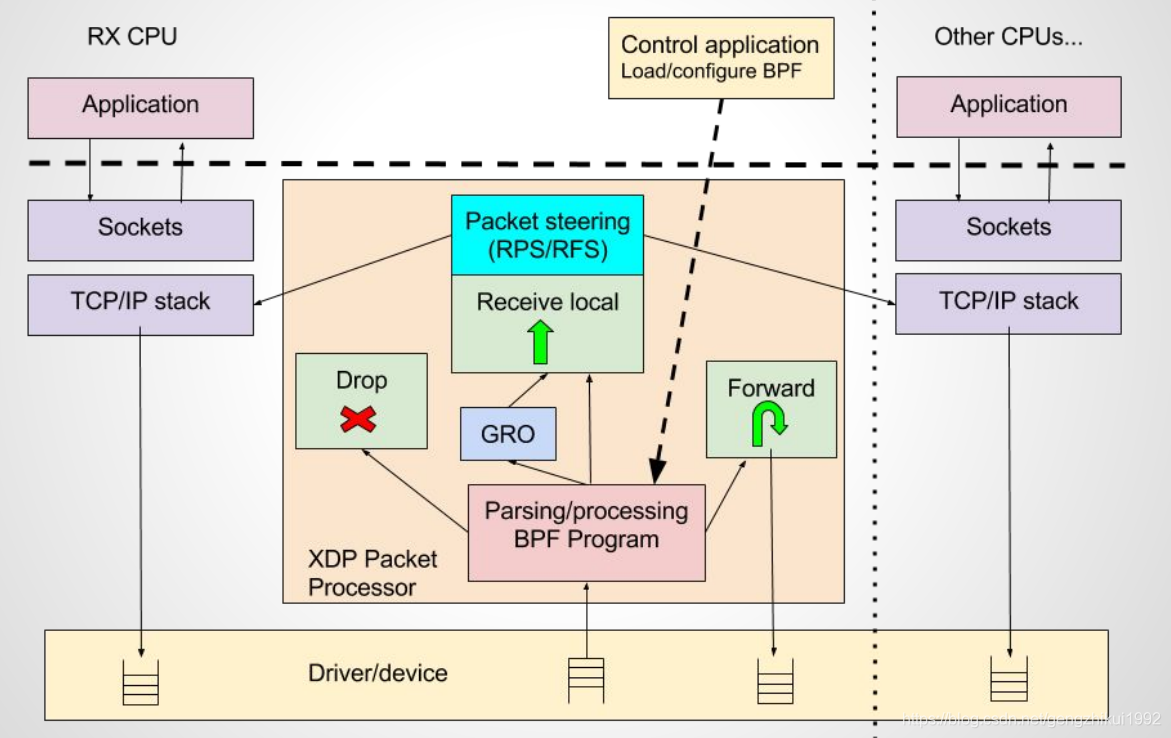 RX CPU
Control application
Load/configure BPF
Other CPUs...
Application
Application
Sockets
Packet steering
(RPS/RFS)
Sockets
TCP/IP stack
Receive local
TCP/IP stack
Drop
Forward
GRO
Parsing/processing
BPF Program
XDP Packet
Processor
Driver/device
https://blog.csdn.net/gengzhikui1992